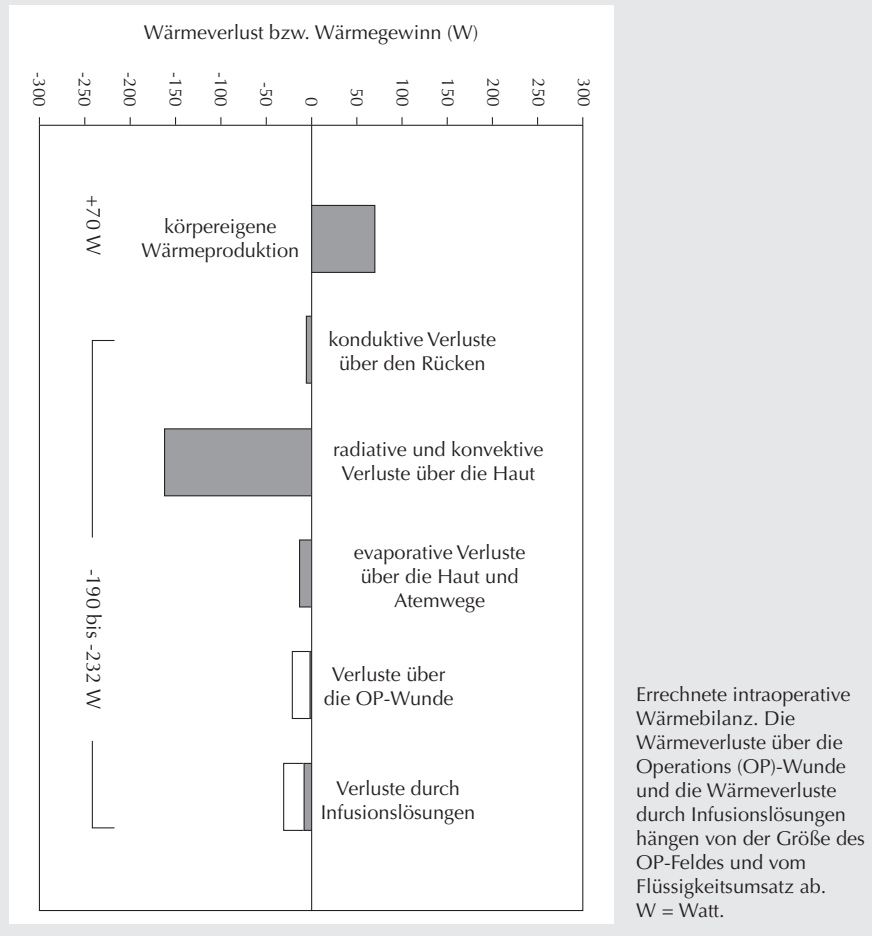 Wärmeverlust bzw. Wärmegewinn (W)
-300
-250
-200
-150
-100
-50
0
50
100
150
200
250
300
+70 W
körpereigene
Wärmeproduktion
konduktive Verluste
über den Rücken
radiative und konvektive
Verluste über die Haut
evaporative Verluste
über die Haut und
Atemwege
-190 bis -232 W
Verluste über
die OP-Wunde
Verluste durch
Infusionslösungen
Errechnete intraoperative
Wärmebilanz. Die
Wärmeverluste über die
Operations (OP)-Wunde
und die Wärmeverluste
durch Infusionslösungen
hängen von der Größe des
OP-Feldes und vom
Flüssigkeitsumsatz ab.
W = Watt.